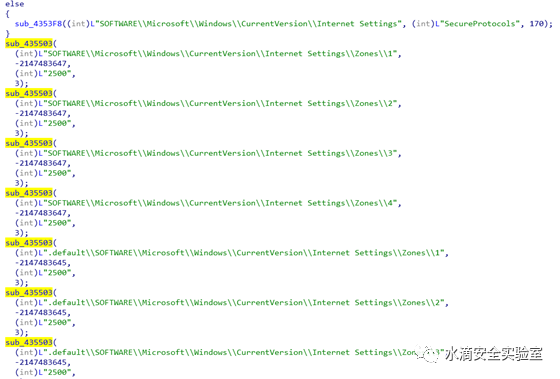 else
{
sub_4353F8((int)L"SOFTWARE\\Microsoft\\Windows\\CurrentVersion\\Internet Settings", (int)L"SecureProtocols", 170);
}
sub_435503(
(int)L"SOFTWARE\\Microsoft\\Windows\\CurrentVersion\\Internet Settings\\Zones\\1",
-2147483647,
(int)L"2500",
3);
sub_435503(
(int)L"SOFTWARE\\Microsoft\\Windows\\CurrentVersion\\Internet Settings\\Zones\\2",
-2147483647,
(int)L"2500",
3);
sub_435503(
(int)L"SOFTWARE\\Microsoft\\Windows\\CurrentVersion\\Internet Settings\\Zones\\3",
-2147483647,
(int)L"2500",
3);
sub_435503(
(int)L"SOFTWARE\\Microsoft\\Windows\\CurrentVersion\\Internet Settings\\Zones\\4",
-2147483647,
(int)L"2500",
3);
sub_435503(
(int)L".default\\SOFTWARE\\Microsoft\\Windows\\CurrentVersion\\Internet Settings\\Zones\\1",
-2147483645,
(int)L"2500",
3);
sub_435503(
(int)L".default\\SOFTWARE\\Microsoft\\Windows\\CurrentVersion\\Internet Settings\\Zones\\2",
-2147483645,
(int)L"2500",
3);
sub_435503(
(int)L".default\\SOFTWARE\\Microsoft\\Windows\\CurrentVersion\\Internet Settings\\Zon
-2147483645,
(int)L"2500",
水滴安全实验室